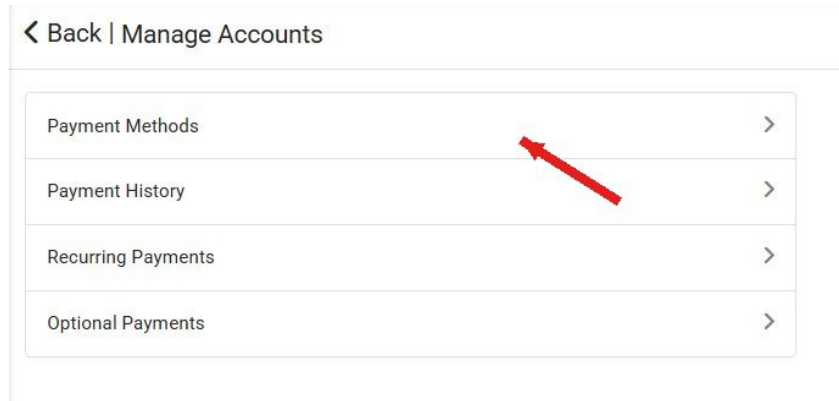 Back | Manage Accounts
Payment Methods
Payment History
Recurring Payments
Optional Payments